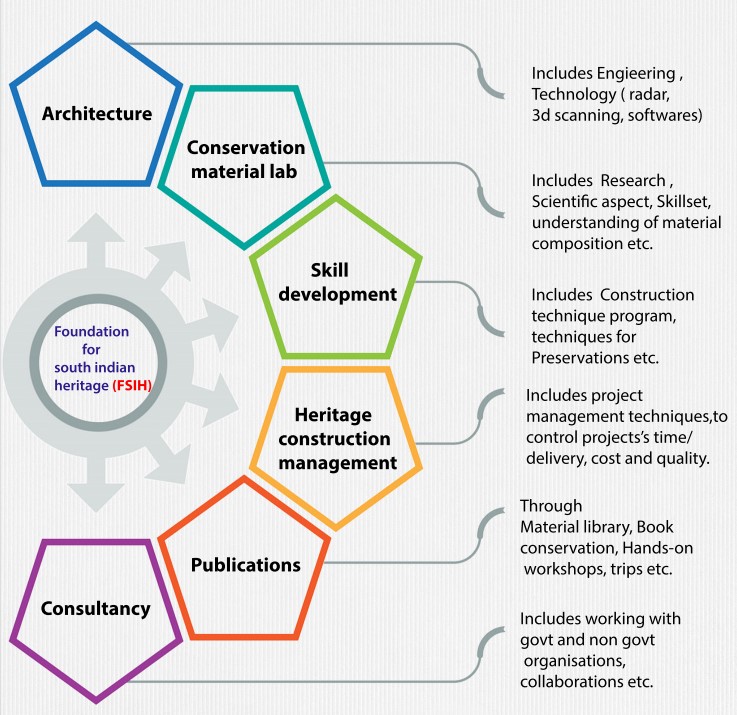 Architecture
Includes Engieering ,
Technology ( radar,
3d scanning, softwares)
Conservation
material lab
Includes  Research ,
Scientific aspect, Skillset,
understanding of material
composition etc.
Skill
development
Includes  Construction
technique program,
techniques for
Preservations etc.
Foundation
for
south indian
heritage (FSIH)
Heritage
construction
management
Includes project
management techniques,to
control projects's time/
delivery, cost and quality.
Publications
Through
Material library, Book
conservation, Hands-on
workshops, trips etc.
Consultancy
Includes working with
govt and non govt
organisations,
collaborations etc.